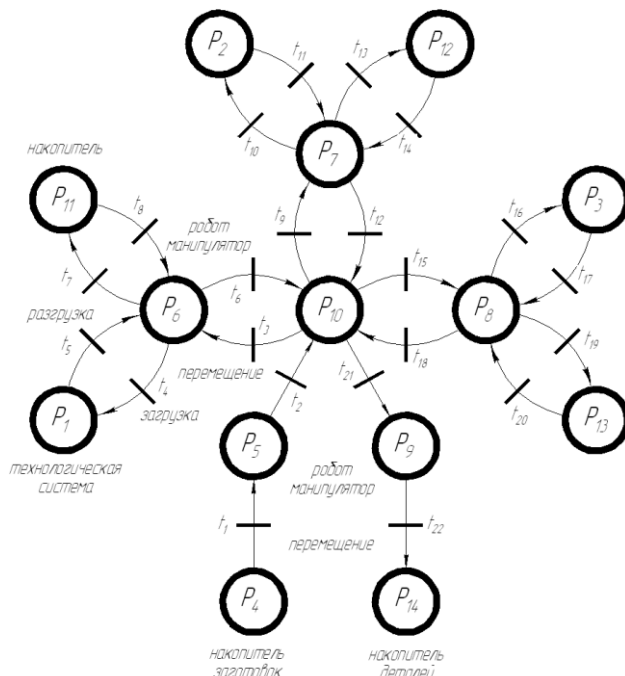 P2
t11
t13
P12
t10
t14
P7
накопитель
P11
t8
робот
манипулятор
t9
t12
t16
P3
t7
t6
t15
t17
разгрузка
P6
P10
P8
t5
t3
t18
t19
перемещение
t4
t2
t21
t20
загрузка
P1
P13
P5
P9
технологическая
система
робот
манипулятор
t1
перемещение
t22
P4
P14
накопитель
заготовок
накопитель
деталей